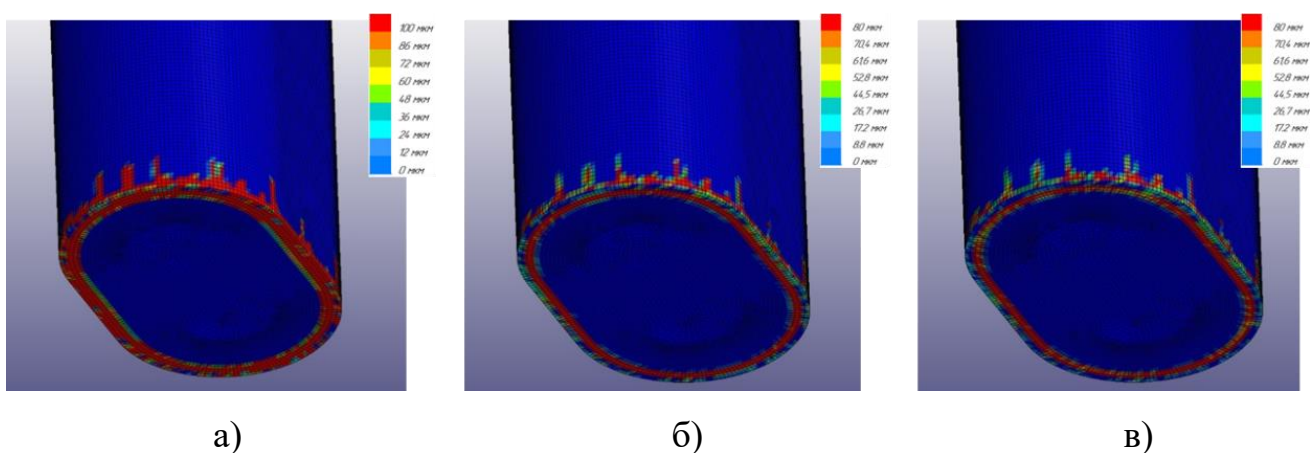 100 мкм
86 мкм
72 мкм
60 мкм
48 мкм
36 мкм
24 мкм
12 мкм
0 мкм
80 мкм
70,4 мкм
61.6 мкм
52,8 мкм
44,5 мкм
26,7 мкм
17.2 мкм
8.8 мкм
0 мкм
80 мкм
70,4 мкм
61.6 мкм
52,8 мкм
44,5 мкм
26,7 мкм
17.2 мкм
8.8 мкм
0 мкм
а)
б)
в)